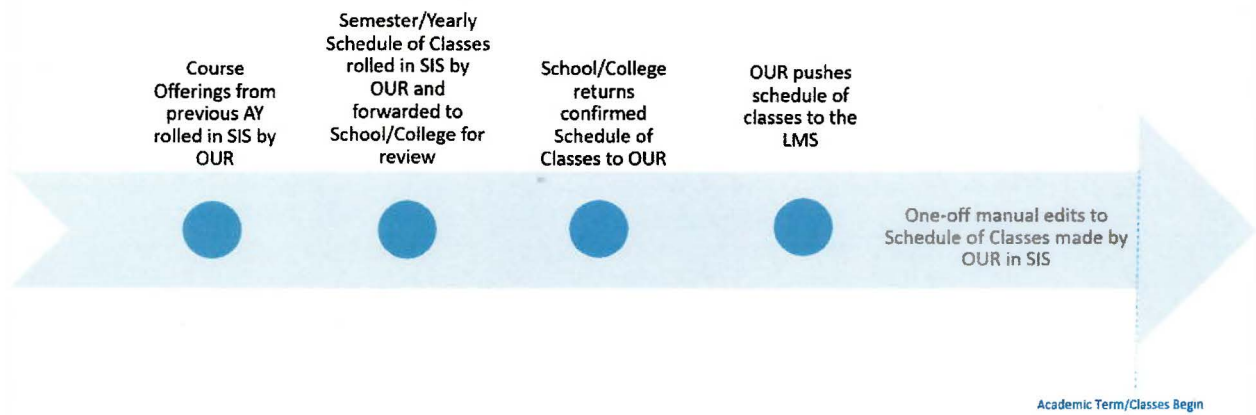 Course
Offerings from
previous AY
rolled in SIS by
OUR
Semester/Yearly
Schedule of Classes
rolled in SIS by
OUR and
forwarded to
School/College for
review
School/College
returns
confirmed
Schedule of
Classes to OUR
OUR pushes
schedule of
classes to the
LMS
One-off manual edits to
Schedule of Classes made by
OUR in SIS
Academic Term/Classes Begin